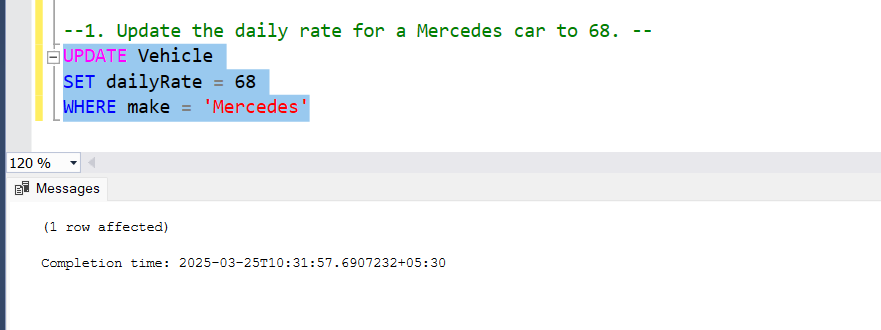 --1. Update the daily rate for a Mercedes car to 68. --
UPDATE Vehicle
SET dailyRate = 68
WHERE make = 'Mercedes'
120 %
Messages
(1 row affected)
Completion time: 2025-03-25T10:31:57.6907232+05:30